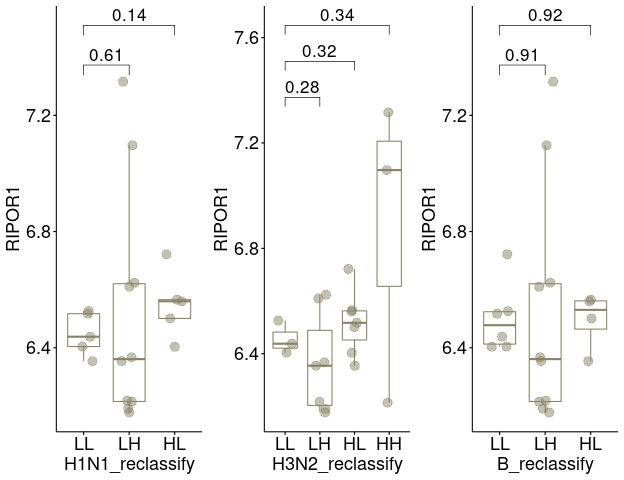 0.14
0.61
7.2
6.8
6.4
RIPOR1
LL LH HL
H1N1_reclassify
0.34
0.32
0.28
7.6
7.2
6.8
6.4
RIPOR1
LL LH HL HH
H3N2_reclassify
0.92
0.91
7.2
6.8
6.4
RIPOR1
LL LH HL
B_reclassify